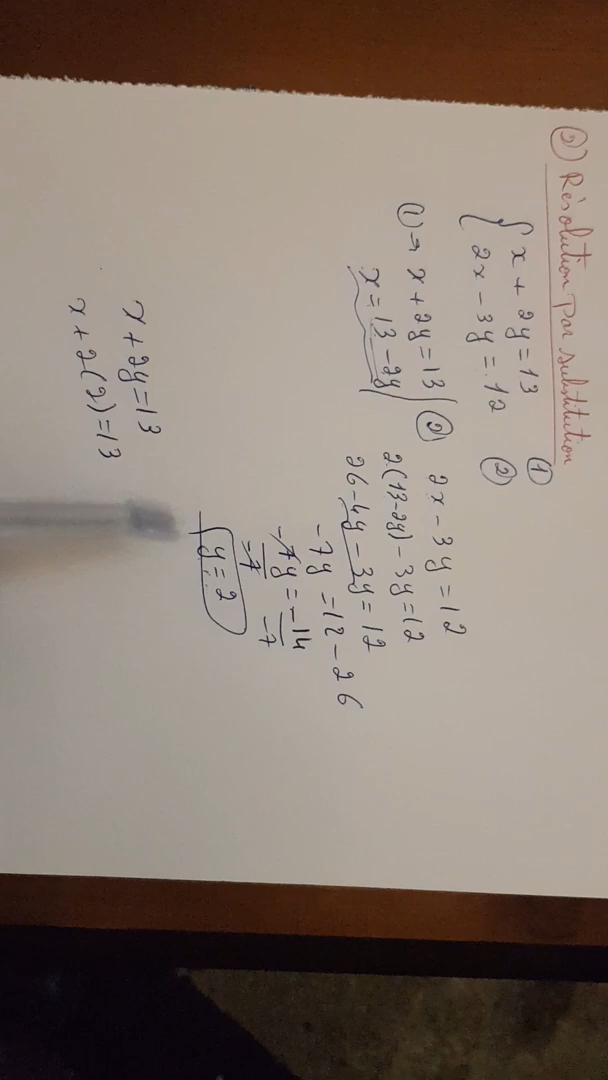 2) Résolution par substitution
x + 2y = 13 ①
2x - 3y = 12 ②
① → x + 2y = 13
x = 13 - 2y
② 2x - 3y = 12
2(13-2y) - 3y = 12
26 - 4y - 3y = 12
-7y = 12 - 26
-7y = -14
-7 -7
y = 2
x + 2y = 13
x + 2(2) = 13